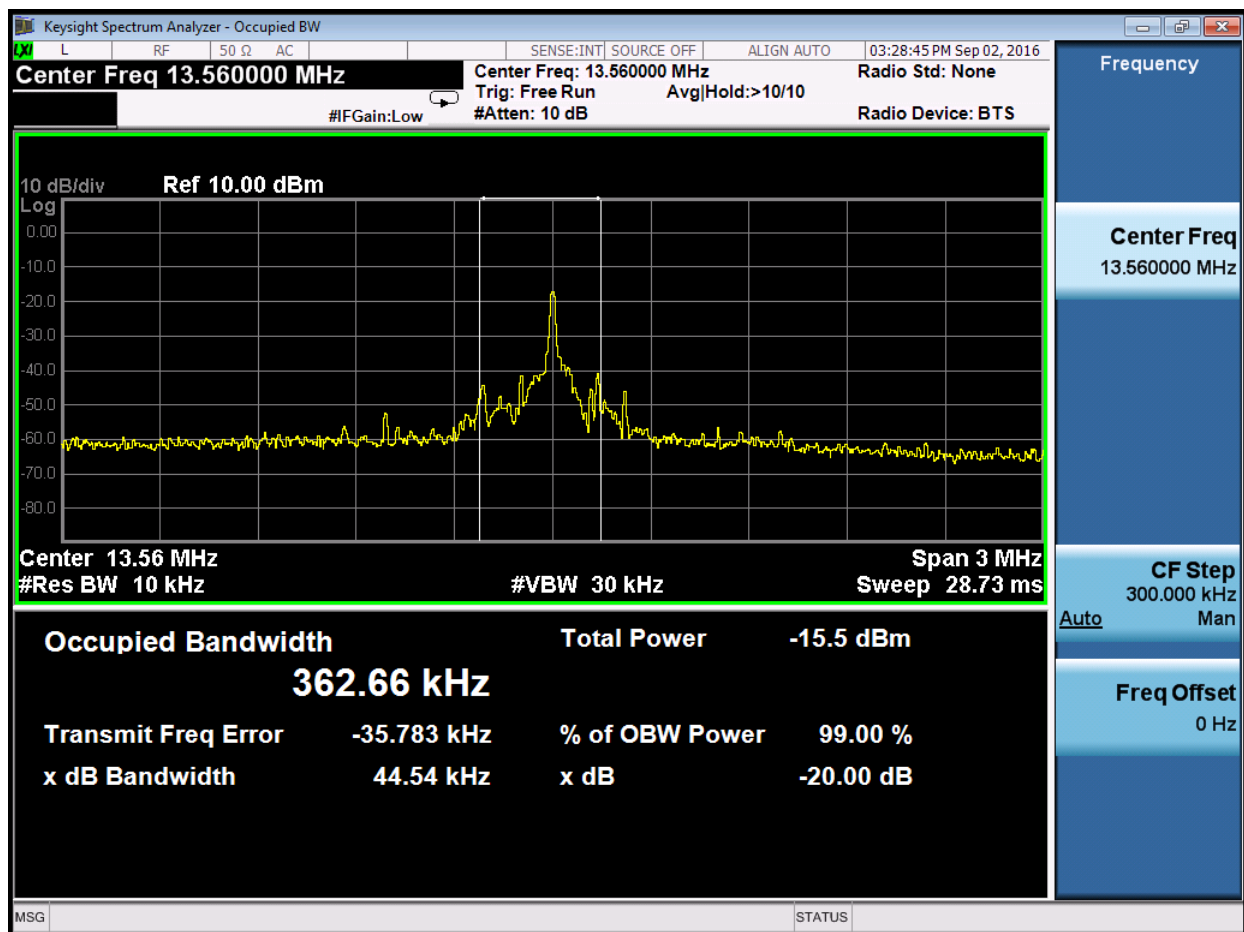 Keysight Spectrum Analyzer - Occupied BW
LXI L RF 50 Ω AC SENSE:INT SOURCE OFF ALIGN AUTO 03:28:45 PM Sep 02, 2016
Center Freq 13.560000 MHz
#IFGain:Low
Center Freq: 13.560000 MHz
Trig: Free Run Avg|Hold:>10/10
#Atten: 10 dB
Radio Std: None
Radio Device: BTS
10 dB/div Ref 10.00 dBm
Log
0.00
-10.0
-20.0
-30.0
-40.0
-50.0
-60.0
-70.0
-80.0
Center 13.56 MHz Span 3 MHz
#Res BW 10 kHz #VBW 30 kHz Sweep 28.73 ms
Occupied Bandwidth Total Power -15.5 dBm
362.66 kHz
Transmit Freq Error -35.783 kHz % of OBW Power 99.00 %
x dB Bandwidth 44.54 kHz x dB -20.00 dB
Frequency
Center Freq
13.560000 MHz
CF Step
300.000 kHz
Auto Man
Freq Offset
0 Hz
MSG STATUS